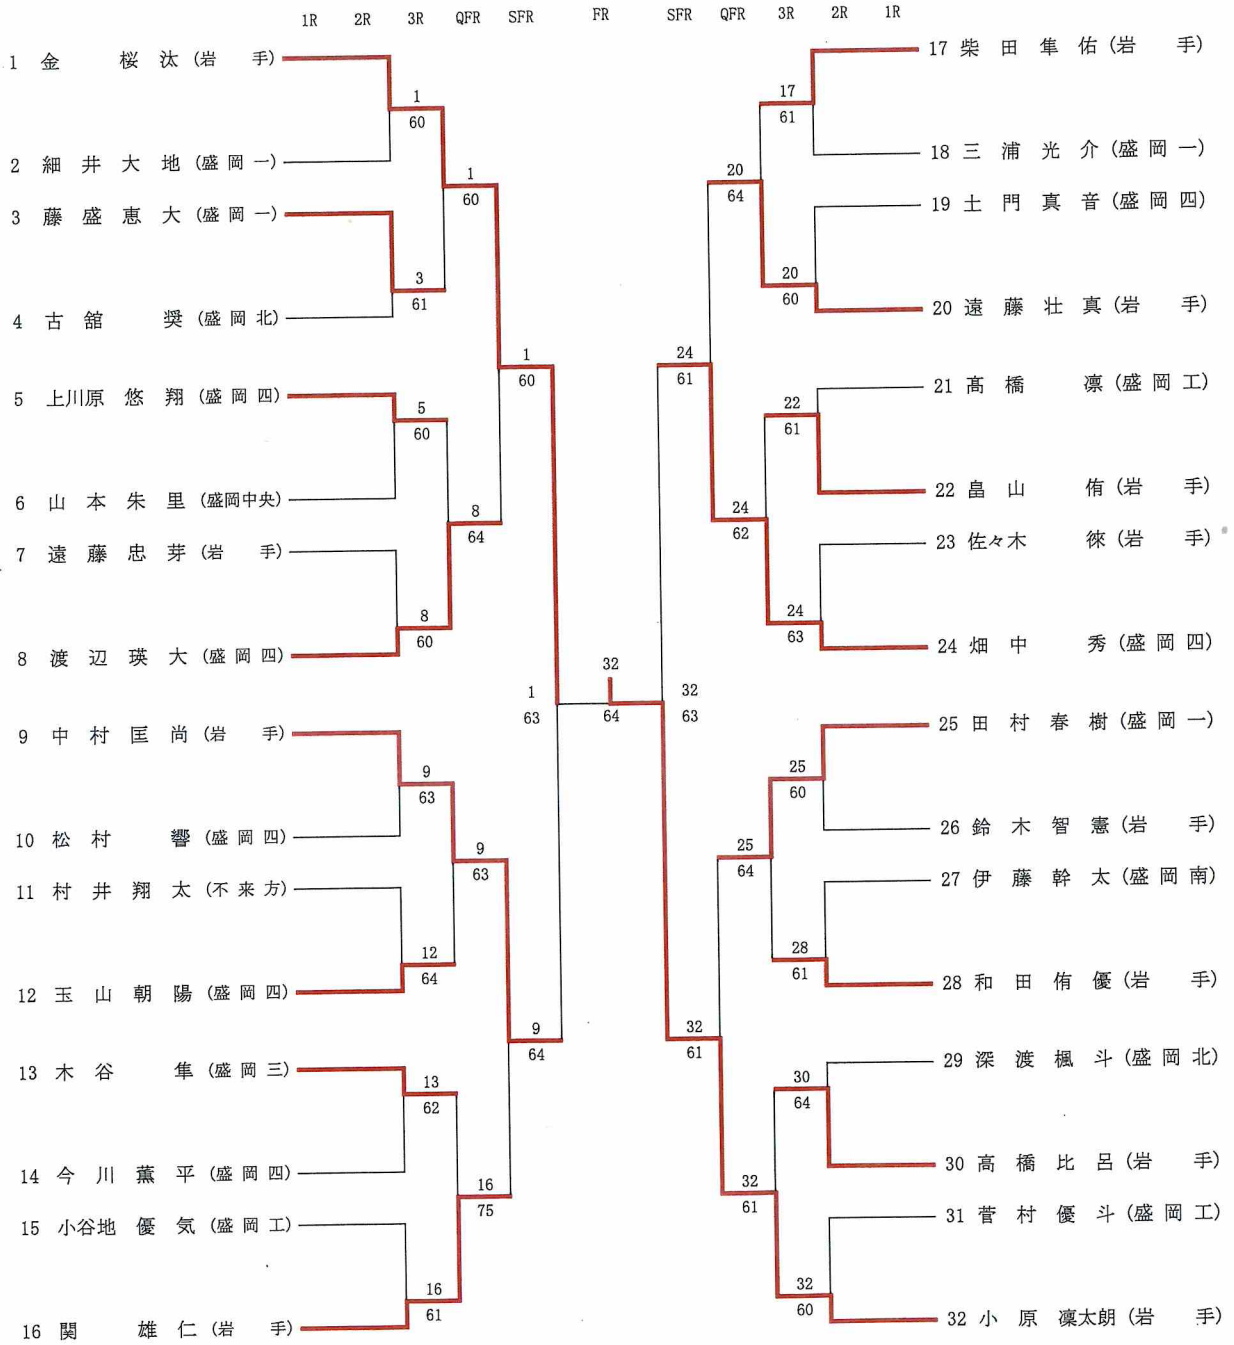 1R 2R 3R QFR SFR FR SFR QFR 3R 2R 1R
1 金 桜 汰 (岩 手)
1
60
2 細 井 大 地 (盛 岡 一)
1
60
3 藤 盛 恵 大 (盛 岡 一)
3
61
4 古 舘 奨 (盛 岡 北)
1
60
5 上川原 悠 翔 (盛 岡 四)
5
60
6 山 本 朱 里 (盛岡中央)
8
64
7 遠 藤 忠 芽 (岩 手)
8
60
8 渡 辺 瑛 大 (盛 岡 四)
1
63
9 中 村 匡 尚 (岩 手)
9
63
10 松 村 響 (盛 岡 四)
9
63
11 村 井 翔 太 (不 来 方)
12
64
12 玉 山 朝 陽 (盛 岡 四)
9
64
13 木 谷 隼 (盛 岡 三)
13
62
14 今 川 薫 平 (盛 岡 四)
16
75
15 小谷地 優 気 (盛 岡 工)
16
61
16 関 雄 仁 (岩 手)
32
64
17 柴 田 隼 佑 (岩 手)
17
61
18 三 浦 光 介 (盛 岡 一)
20
64
19 土 門 真 音 (盛 岡 四)
20
60
20 遠 藤 壮 真 (岩 手)
24
61
21 髙 橋 凛 (盛 岡 工)
22
61
22 畠 山 侑 (岩 手)
24
62
23 佐々木 徠 (岩 手)
24
63
24 畑 中 秀 (盛 岡 四)
32
63
25 田 村 春 樹 (盛 岡 一)
25
60
26 鈴 木 智 憲 (岩 手)
25
64
27 伊 藤 幹 太 (盛 岡 南)
28
61
28 和 田 侑 優 (岩 手)
32
61
29 深 渡 楓 斗 (盛 岡 北)
30
64
30 高 橋 比 呂 (岩 手)
32
61
31 菅 村 優 斗 (盛 岡 工)
32
60
32 小 原 凜太朗 (岩 手)